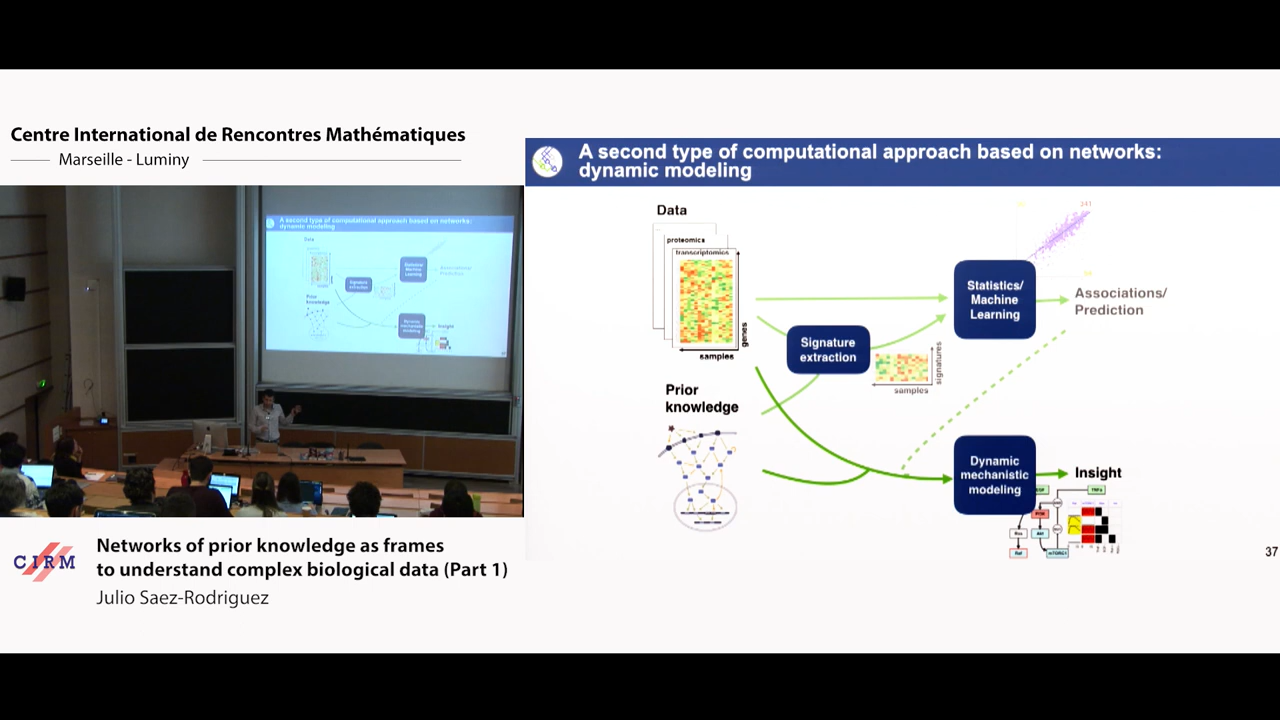 Centre International de Rencontres Mathématiques
Marseille - Luminy
A second type of computational approach based on networks:
dynamic modeling
Data
proteomics
transcriptomics
genes
samples
Prior
knowledge
Signature
extraction
signatures
samples
Statistics/
Machine
Learning
Associations/
Prediction
Dynamic
mechanistic
modeling
Insight
37
CIRM
Networks of prior knowledge as frames
to understand complex biological data (Part 1)
Julio Saez-Rodriguez